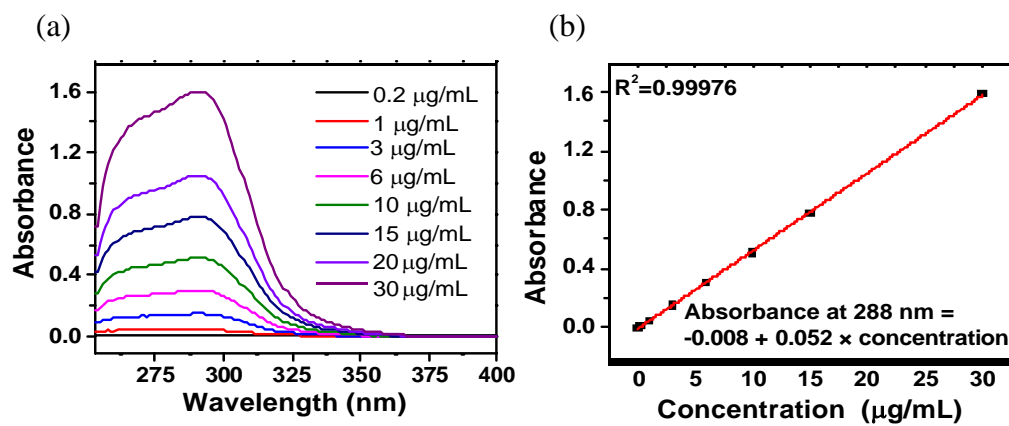 (a)
Absorbance
1.6
1.2
0.8
0.4
0.0
0.2 μg/mL
1 μg/mL
3 μg/mL
6 μg/mL
10 μg/mL
15 μg/mL
20 μg/mL
30 μg/mL
275 300 325 350 375 400
Wavelength (nm)
(b)
Absorbance
1.6
1.2
0.8
0.4
0.0
R²=0.99976
Absorbance at 288 nm =
-0.008 + 0.052 × concentration
0 5 10 15 20 25 30
Concentration (μg/mL)